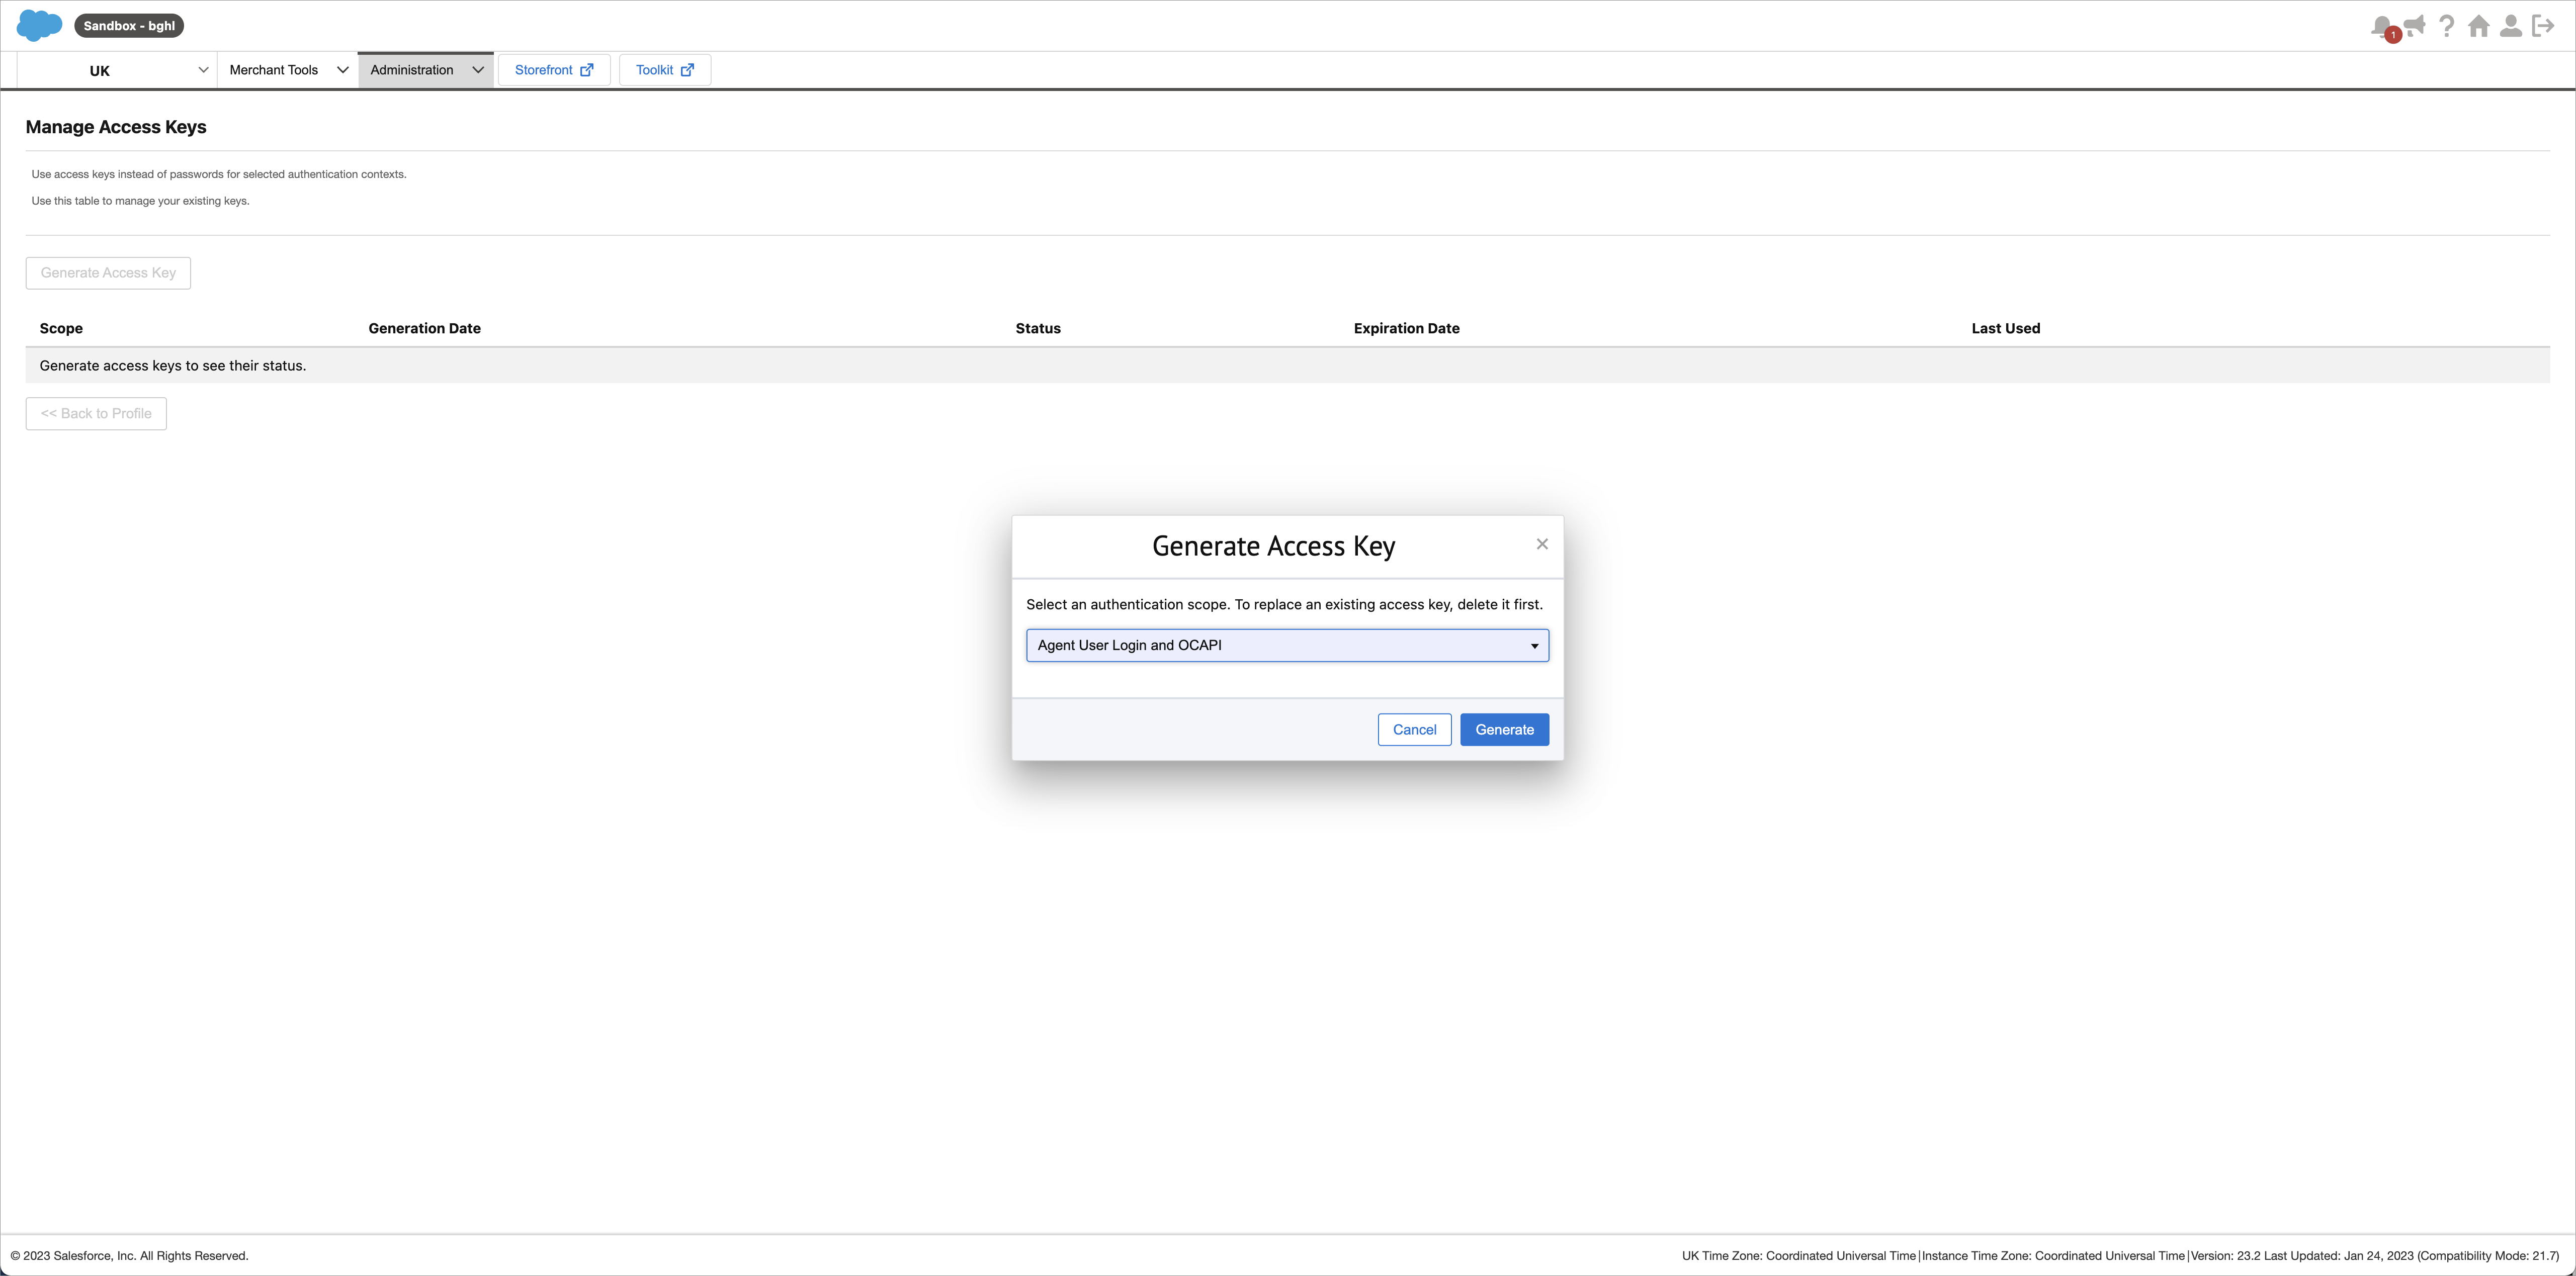 Sandbox - bghl
1
UK
Merchant Tools
Administration
Storefront
Toolkit
Manage Access Keys
Use access keys instead of passwords for selected authentication contexts.
Use this table to manage your existing keys.
Generate Access Key
Scope Generation Date Status Expiration Date Last Used
Generate access keys to see their status.
<< Back to Profile
Generate Access Key
Select an authentication scope. To replace an existing access key, delete it first.
Agent User Login and OCAPI
Cancel Generate
© 2023 Salesforce, Inc. All Rights Reserved.
UK Time Zone: Coordinated Universal Time|Instance Time Zone: Coordinated Universal Time|Version: 23.2 Last Updated: Jan 24, 2023 (Compatibility Mode: 21.7)